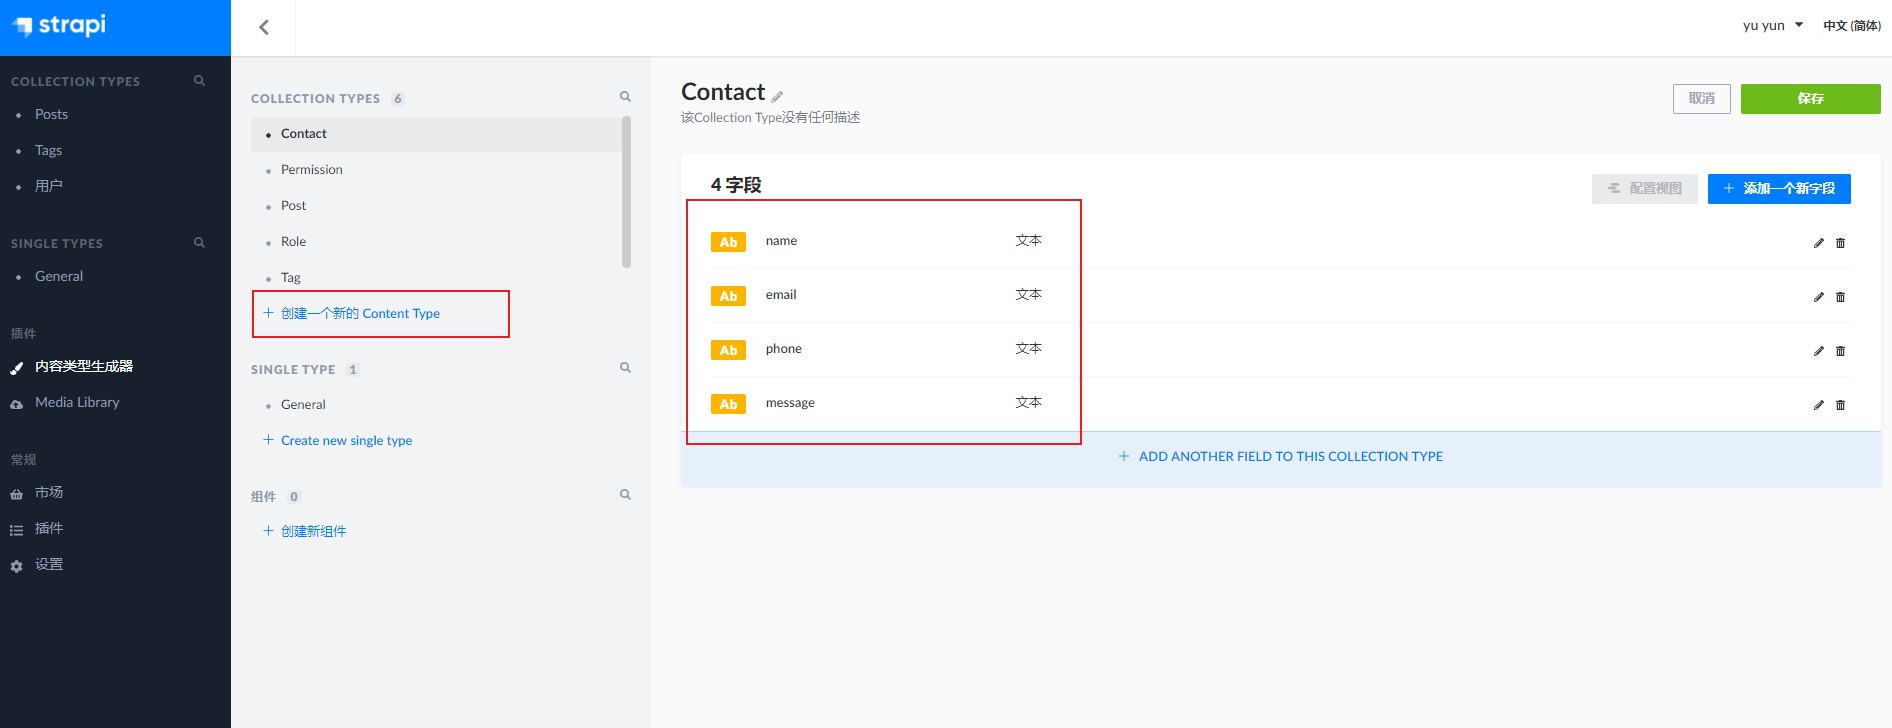 strapi
yu yun
中文 (简体)
COLLECTION TYPES
Posts
Tags
用户
SINGLE TYPES
General
插件
内容类型生成器
Media Library
常规
市场
插件
设置
COLLECTION TYPES 6
Contact
Permission
Post
Role
Tag
创建一个新的 Content Type
SINGLE TYPE 1
General
Create new single type
组件 0
创建新组件
Contact
该Collection Type没有任何描述
取消
保存
4 字段
配置视图
添加一个新字段
Ab name 文本
Ab email 文本
Ab phone 文本
Ab message 文本
ADD ANOTHER FIELD TO THIS COLLECTION TYPE